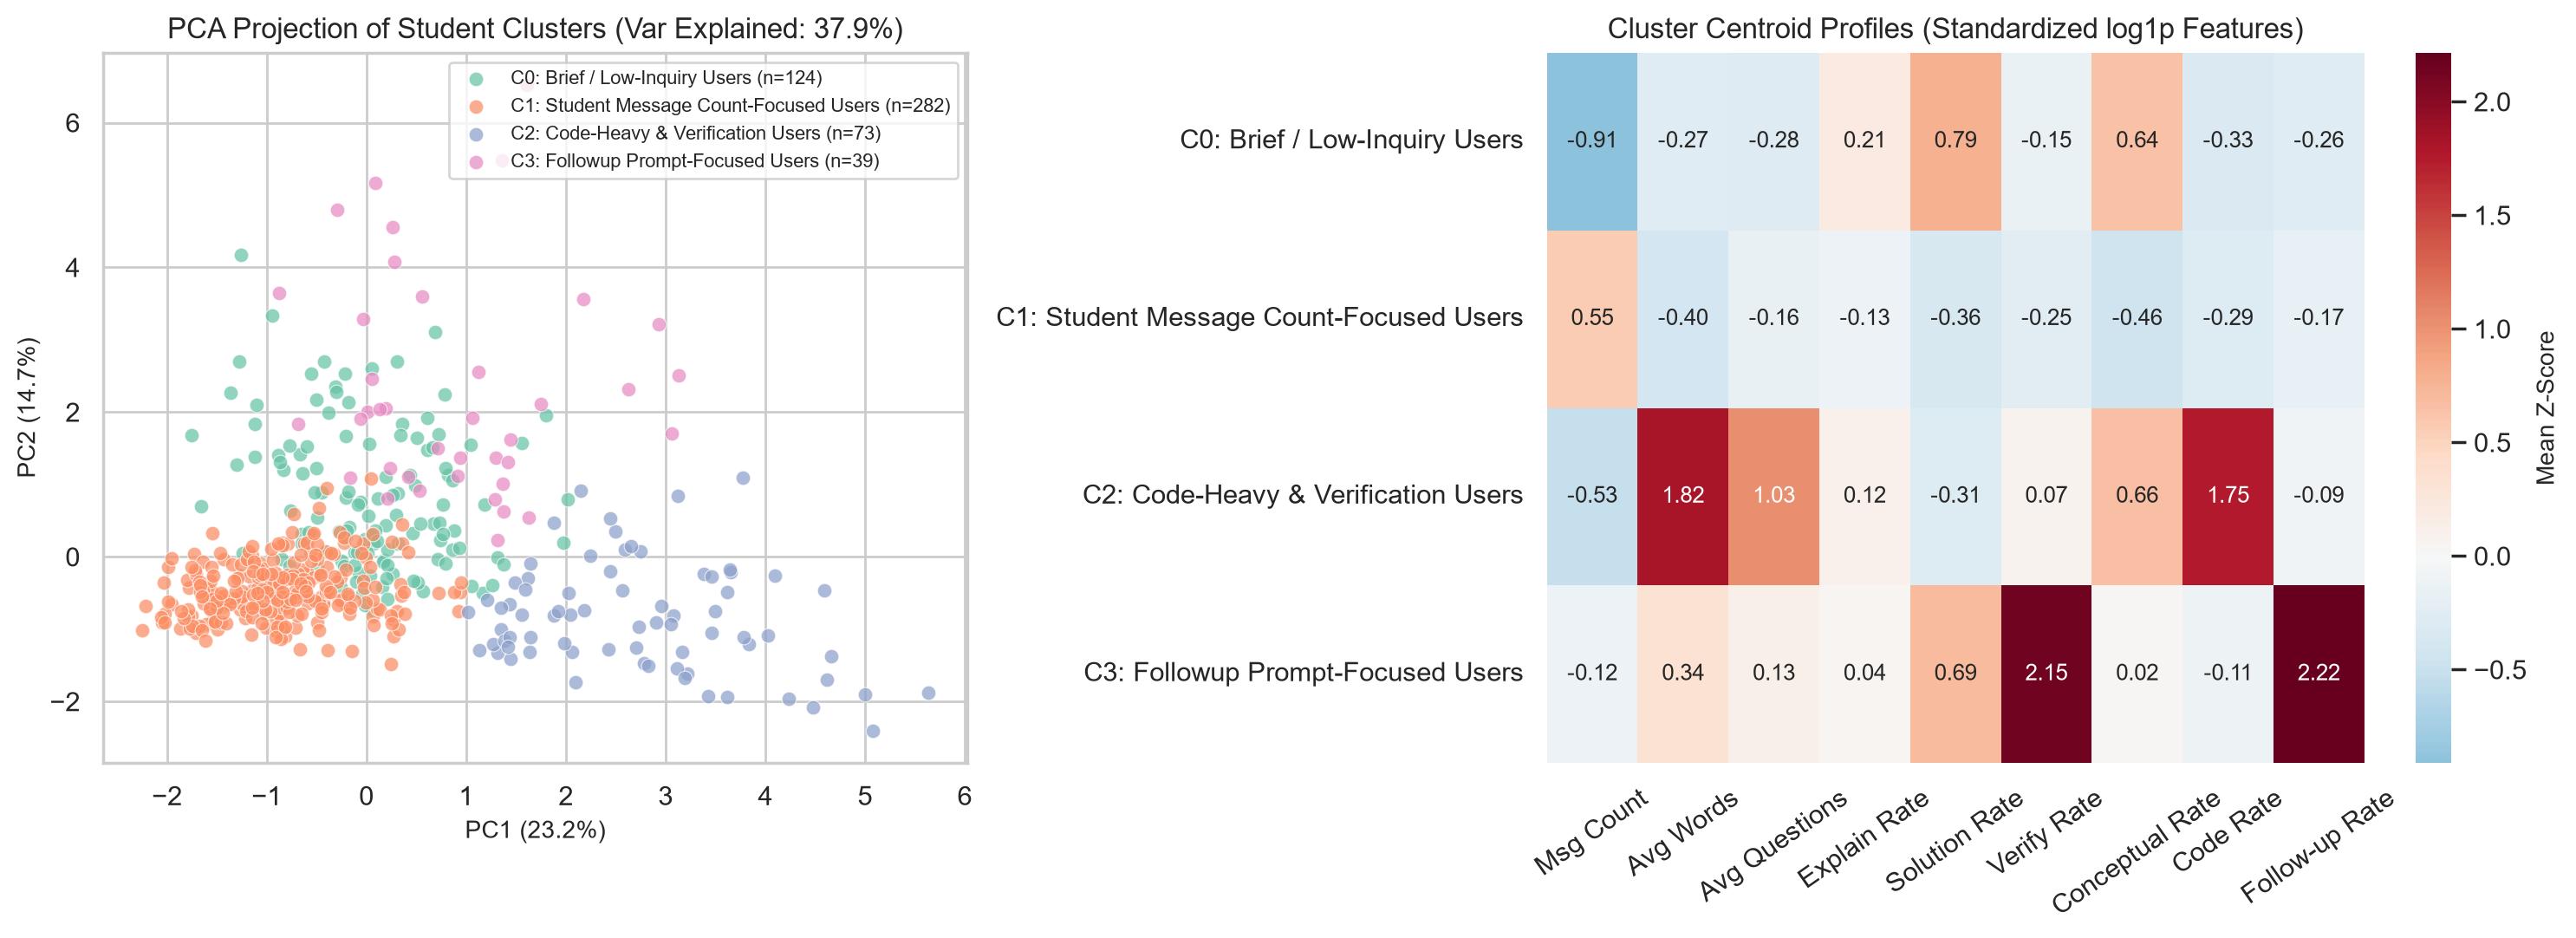 PCA Projection of Student Clusters (Var Explained: 37.9%)
C0: Brief / Low-Inquiry Users (n=124)
C1: Student Message Count-Focused Users (n=282)
C2: Code-Heavy & Verification Users (n=73)
C3: Followup Prompt-Focused Users (n=39)
PC2 (14.7%)
6
4
2
0
−2
−2 −1 0 1 2 3 4 5 6
PC1 (23.2%)
Cluster Centroid Profiles (Standardized log1p Features)
C0: Brief / Low-Inquiry Users -0.91 -0.27 -0.28 0.21 0.79 -0.15 0.64 -0.33 -0.26
C1: Student Message Count-Focused Users 0.55 -0.40 -0.16 -0.13 -0.36 -0.25 -0.46 -0.29 -0.17
C2: Code-Heavy & Verification Users -0.53 1.82 1.03 0.12 -0.31 0.07 0.66 1.75 -0.09
C3: Followup Prompt-Focused Users -0.12 0.34 0.13 0.04 0.69 2.15 0.02 -0.11 2.22
Msg Count
Avg Words
Avg Questions
Explain Rate
Solution Rate
Verify Rate
Conceptual Rate
Code Rate
Follow-up Rate
2.0
1.5
1.0
0.5
0.0
−0.5
Mean Z-Score